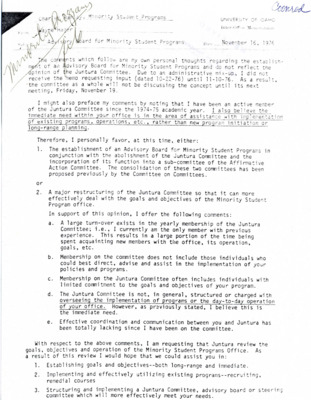 Scanned
Minority Student Programs
UNIVERSITY OF
Board for Minority Student Programs
November 16, 1976
The comments which follow are my own personal thoughts regarding the establish-
ment of an Advisory Board for Minority Student Programs and do not reflect the
opinion of the Juntura Committee. Due to an administrative mix-up, I did not
receive the memo requesting input (dated 10-22-76) until 11-10-76. As a result,
the committee as a whole will not be discussing the concept until its next
meeting, Friday, November 19.
I might also preface my comments by noting that I have been an active member
of the Juntura Committee since the 1974-75 academic year. I also believe the
immediate need within your office is in the area of assistance with implementation
of existing programs, operations, etc., rather than new program initiation or
long-range planning.
Therefore, I personally favor, at this time, either:
1. The establishment of an Advisory Board for Minority Student Programs in
conjunction with the abolishment of the Juntura Committee and the
incorporation of its function into a sub-committee of the Affirmative
Action Committee. The consolidation of these two committees has been
proposed previously by the Committee on Committees.
or
2. A major restructuring of the Juntura Committee so that it can more
effectively deal with the goals and objectives of the Minority Student
Program office.
In support of this opinion, I offer the following comments:
a. A large turn-over exists in the yearly membership of the Juntura
Committee; i.e., I currently am the only member with previous
experience. This results in a large portion of the time being
spent acquainting new members with the office, its operation,
goals, etc.
b. Membership on the committee does not include those individuals who
could best direct, advise and assist in the implementation of your
policies and programs.
c. Membership on the Juntura Committee often includes individuals with
limited commitment to the goals and objectives of your program.
d. The Juntura Committee is not, in general, structured or charged with
overseeing the implementation of programs or the day-to-day operation
of your office. However, as previously stated, I believe this is
the immediate need.
e. Effective coordination and communication between you and Juntura has
been totally lacking since I have been on the committee.
With respect to the above comments, I am requesting that Juntura review the
goals, objectives and operation of the Minority Student Programs Office. As
a result of this review I would hope that we could assist you in:
1. Establishing goals and objectives--both long-range and immediate.
2. Implementing and effectively utilizing existing programs--recruiting,
remedial courses
3. Structuring and Implementing a Juntura Committee, advisory board or steering
committee which will more effectively meet your needs.